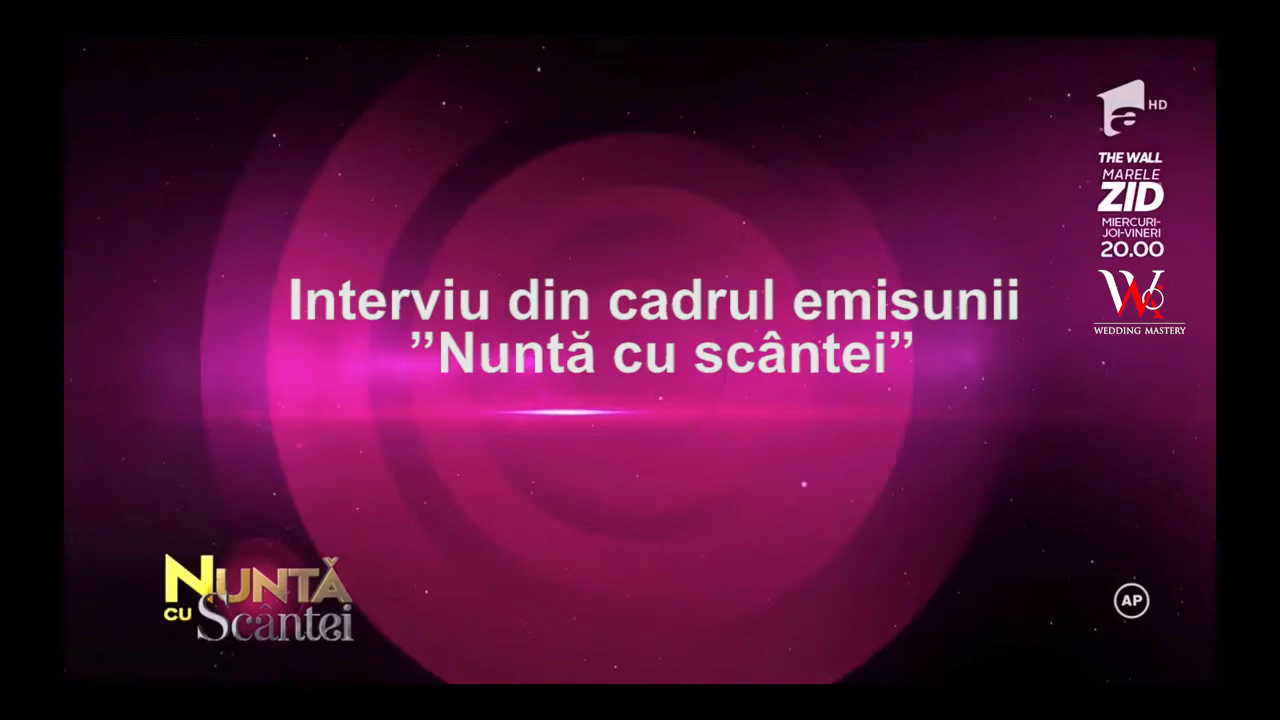 HD
THE WALL
MARELE
ZID
MIERCURI-
JOI-VINERI
20.00
WEDDING MASTERY
Interviu din cadrul emisunii
”Nuntă cu scântei”
NUNTĂ
CU Scântei
AP